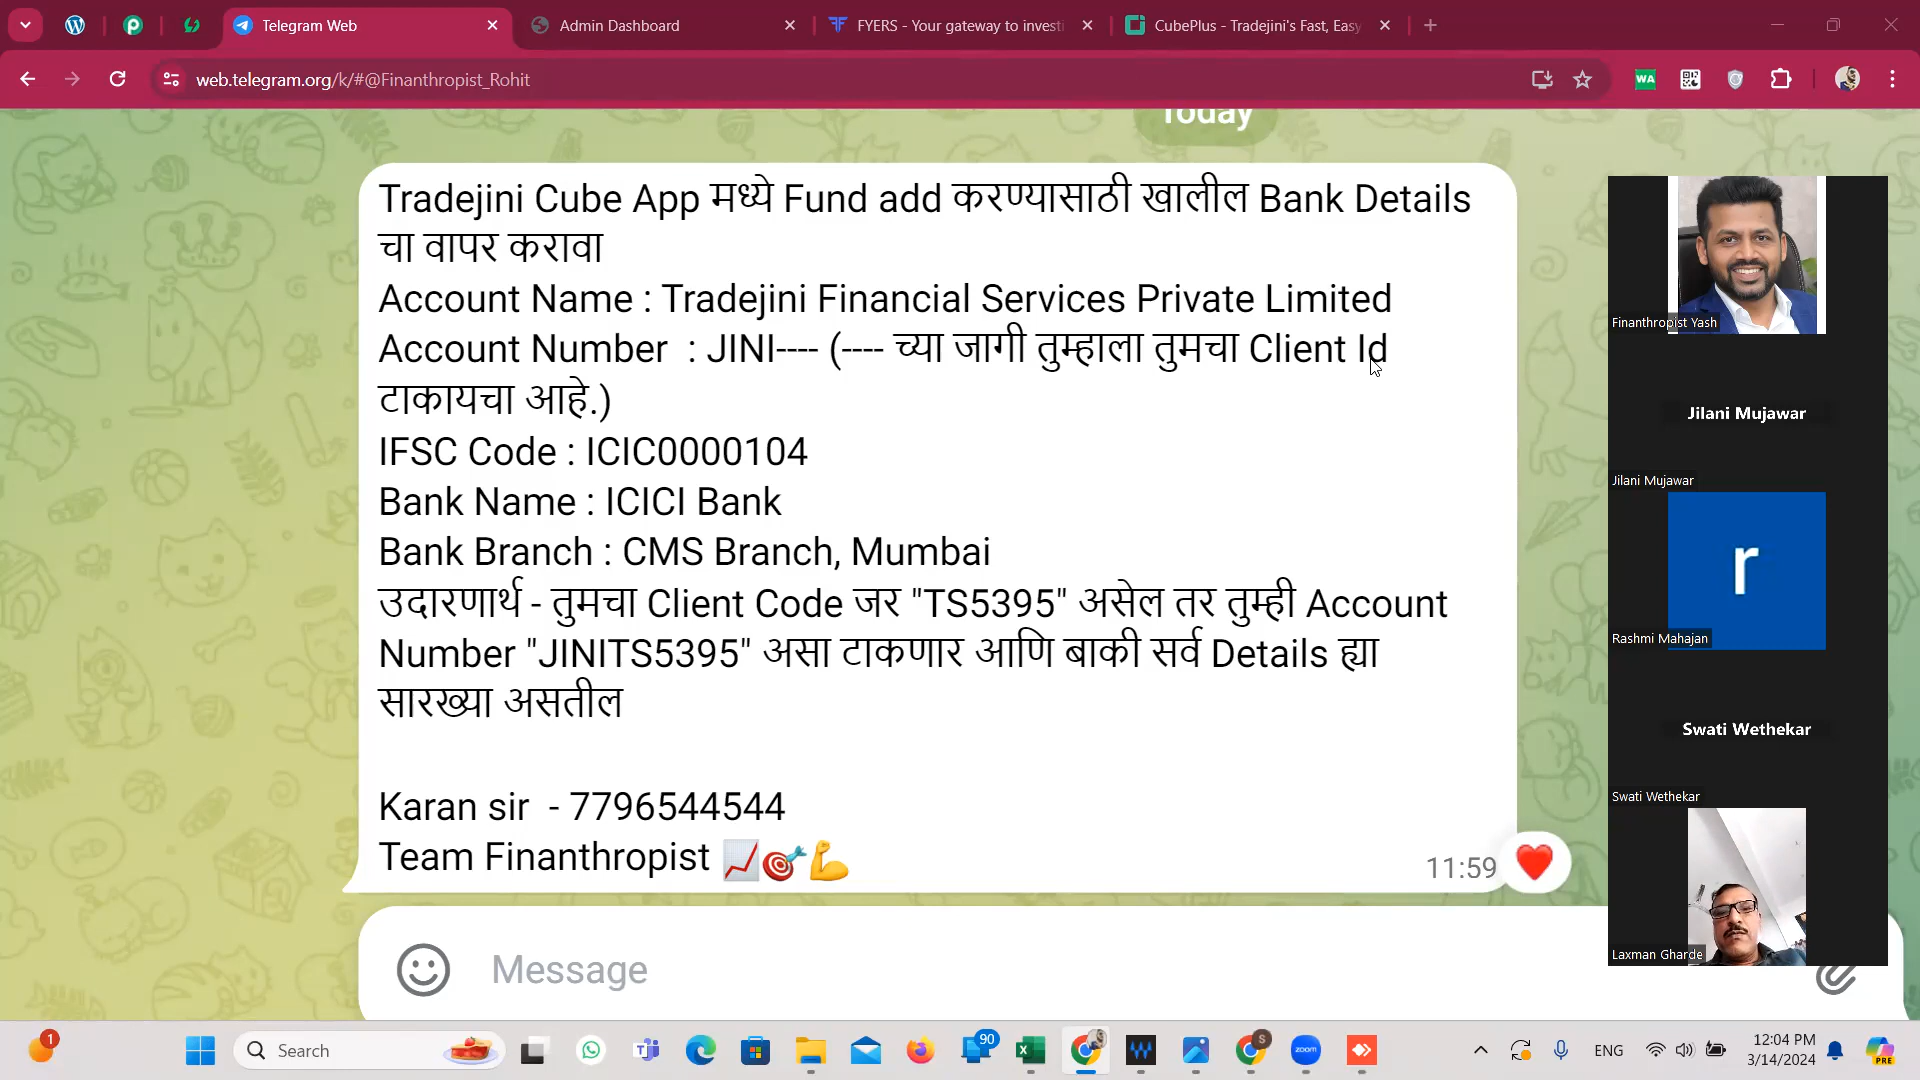 Telegram Web
Admin Dashboard
FYERS - Your gateway to investi
CubePlus - Tradejini's Fast, Easy
web.telegram.org/k/#@Finanthropist_Rohit
WA
Today
Tradejini Cube App मध्ये Fund add करण्यासाठी खालील Bank Details
चा वापर करावा
Account Name : Tradejini Financial Services Private Limited
Account Number : JINI---- (---- च्या जागी तुम्हाला तुमचा Client Id
टाकायचा आहे.)
IFSC Code : ICIC0000104
Bank Name : ICICI Bank
Bank Branch : CMS Branch, Mumbai
उदारणार्थ - तुमचा Client Code जर "TS5395" असेल तर तुम्ही Account
Number "JINITS5395" असा टाकणार आणि बाकी सर्व Details ह्या
सारख्या असतील
Karan sir - 7796544544
Team Finanthropist 📈🎯💪
11:59
Message
Finanthropist Yash
Jilani Mujawar
Jilani Mujawar
r
Rashmi Mahajan
Swati Wethekar
Swati Wethekar
Laxman Gharde
1
Search
90
S
zoom
ENG
12:04 PM
3/14/2024
PRE